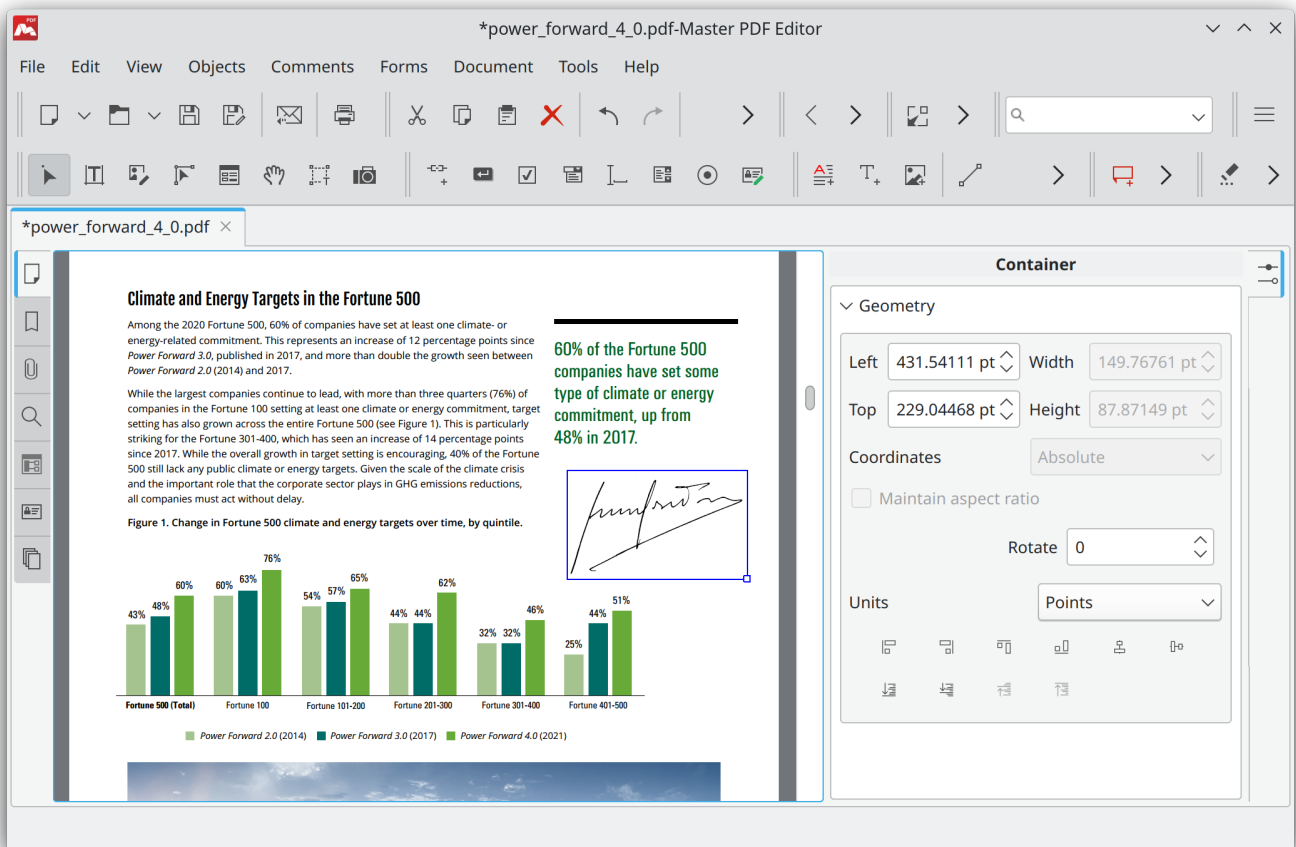 PDF
*power_forward_4_0.pdf-Master PDF Editor
File Edit View Objects Comments Forms Document Tools Help
*power_forward_4_0.pdf
Climate and Energy Targets in the Fortune 500
Among the 2020 Fortune 500, 60% of companies have set at least one climate- or
energy-related commitment. This represents an increase of 12 percentage points since
Power Forward 3.0, published in 2017, and more than double the growth seen between
Power Forward 2.0 (2014) and 2017.
While the largest companies continue to lead, with more than three quarters (76%) of
companies in the Fortune 100 setting at least one climate or energy commitment, target
setting has also grown across the entire Fortune 500 (see Figure 1). This is particularly
striking for the Fortune 301-400, which has seen an increase of 14 percentage points
since 2017. While the overall growth in target setting is encouraging, 40% of the Fortune
500 still lack any public climate or energy targets. Given the scale of the climate crisis
and the important role that the corporate sector plays in GHG emissions reductions,
all companies must act without delay.
60% of the Fortune 500
companies have set some
type of climate or energy
commitment, up from
48% in 2017.
Figure 1. Change in Fortune 500 climate and energy targets over time, by quintile.
43% 48% 60% 60% 63% 76% 54% 57% 65% 44% 44% 62% 32% 32% 46% 25% 44% 51%
Fortune 500 (Total) Fortune 100 Fortune 101-200 Fortune 201-300 Fortune 301-400 Fortune 401-500
Power Forward 2.0 (2014) Power Forward 3.0 (2017) Power Forward 4.0 (2021)
Container
Geometry
Left 431.54111 pt Width 149.76761 pt
Top 229.04468 pt Height 87.87149 pt
Coordinates Absolute
Maintain aspect ratio
Rotate 0
Units Points